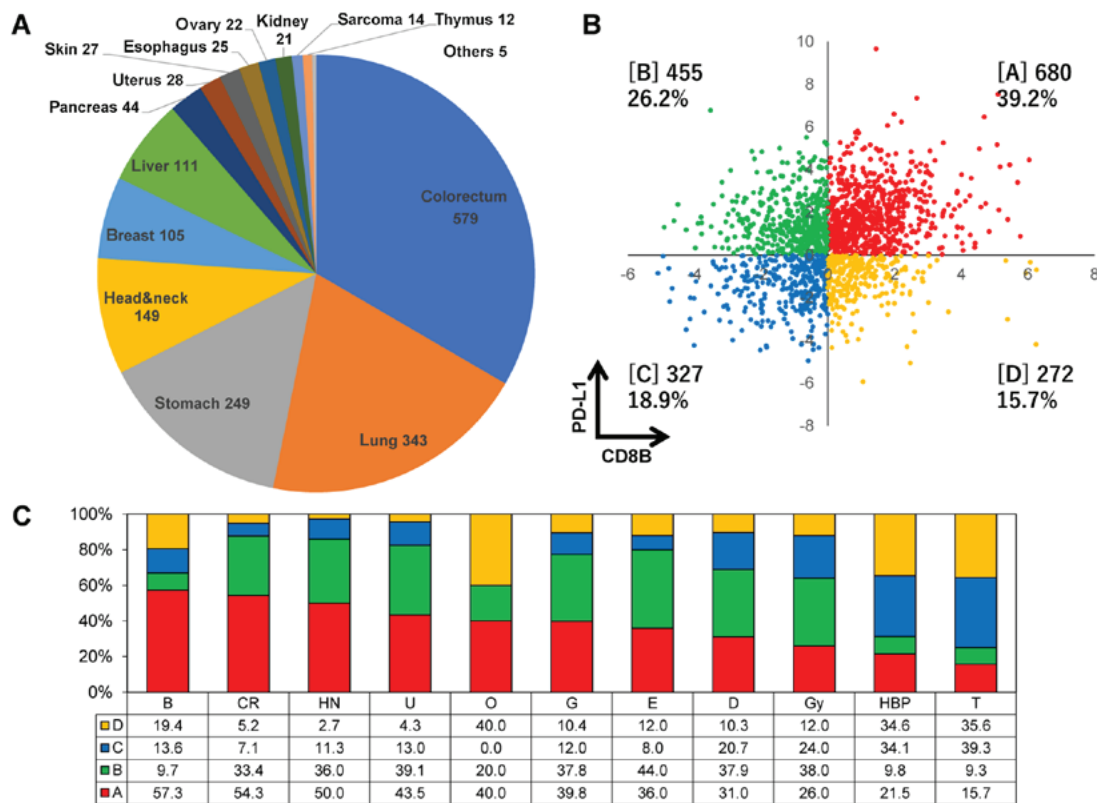 A
Skin 27
Esophagus 25
Ovary 22
Kidney
21
Sarcoma 14
Thymus 12
Others 5
Uterus 28
Pancreas 44
Liver 111
Breast 105
Head&neck
149
Stomach 249
Lung 343
Colorectum
579
B
[B] 455
26.2%
[A] 680
39.2%
[C] 327
18.9%
[D] 272
15.7%
10
8
6
4
2
-2
-4
-6
-8
-6 -4 -2 0 2 4 6 8
PD-L1
CD8B
C
100%
80%
60%
40%
20%
0%
B CR HN U O G E D Gy HBP T
D 19.4 5.2 2.7 4.3 40.0 10.4 12.0 10.3 12.0 34.6 35.6
C 13.6 7.1 11.3 13.0 0.0 12.0 8.0 20.7 24.0 34.1 39.3
B 9.7 33.4 36.0 39.1 20.0 37.8 44.0 37.9 38.0 9.8 9.3
A 57.3 54.3 50.0 43.5 40.0 39.8 36.0 31.0 26.0 21.5 15.7